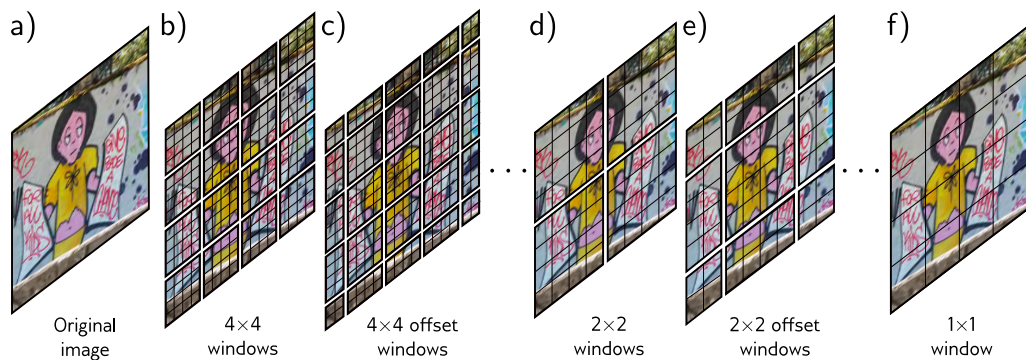 a)
b)
c)
d)
e)
f)
Original
image
4×4
windows
4×4 offset
windows
...
2×2
windows
2×2 offset
windows
...
1×1
window